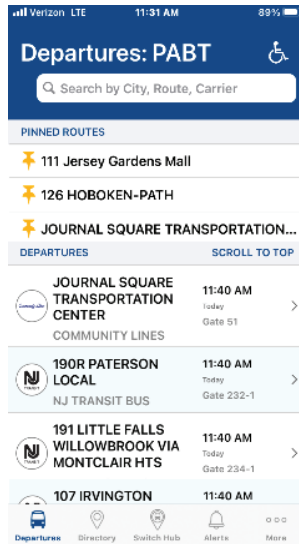 Verizon LTE 11:31 AM 89%
Departures: PABT
Search by City, Route, Carrier
PINNED ROUTES
111 Jersey Gardens Mall
126 HOBOKEN-PATH
JOURNAL SQUARE TRANSPORTATION...
DEPARTURES SCROLL TO TOP
JOURNAL SQUARE
TRANSPORTATION
CENTER
COMMUNITY LINES
11:40 AM
Today
Gate 51
190R PATERSON
LOCAL
NJ TRANSIT BUS
11:40 AM
Today
Gate 232-1
191 LITTLE FALLS
WILLOWBROOK VIA
MONTCLAIR HTS
11:40 AM
Today
Gate 234-1
107 IRVINGTON
11:40 AM
Departures Directory Switch Hub Alerts More